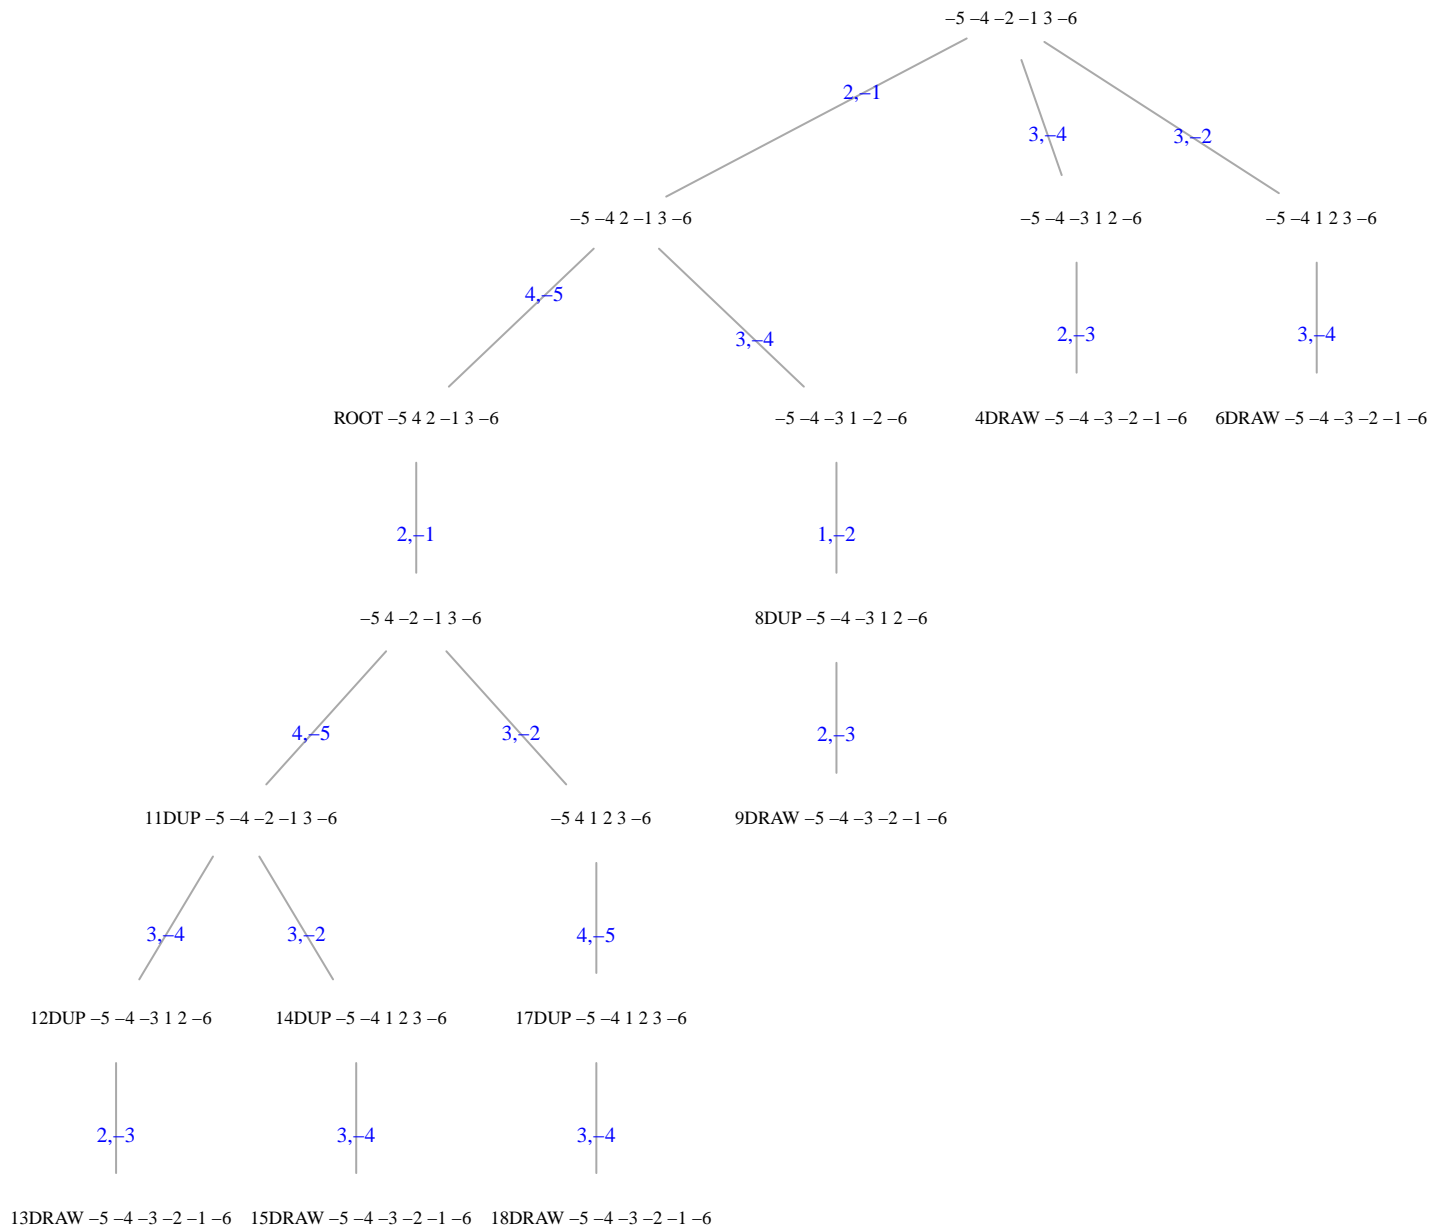 –5 –4 –2 –1 3 –6
2,–1
3,–4
3,–2
–5 –4 2 –1 3 –6
–5 –4 –3 1 2 –6
–5 –4 1 2 3 –6
4,–5
3,–4
2,–3
3,–4
ROOT –5 4 2 –1 3 –6
–5 –4 –3 1 –2 –6
4DRAW –5 –4 –3 –2 –1 –6
6DRAW –5 –4 –3 –2 –1 –6
2,–1
1,–2
–5 4 –2 –1 3 –6
8DUP –5 –4 –3 1 2 –6
4,–5
3,–2
2,–3
11DUP –5 –4 –2 –1 3 –6
–5 4 1 2 3 –6
9DRAW –5 –4 –3 –2 –1 –6
3,–4
3,–2
4,–5
12DUP –5 –4 –3 1 2 –6
14DUP –5 –4 1 2 3 –6
17DUP –5 –4 1 2 3 –6
2,–3
3,–4
3,–4
13DRAW –5 –4 –3 –2 –1 –6
15DRAW –5 –4 –3 –2 –1 –6
18DRAW –5 –4 –3 –2 –1 –6